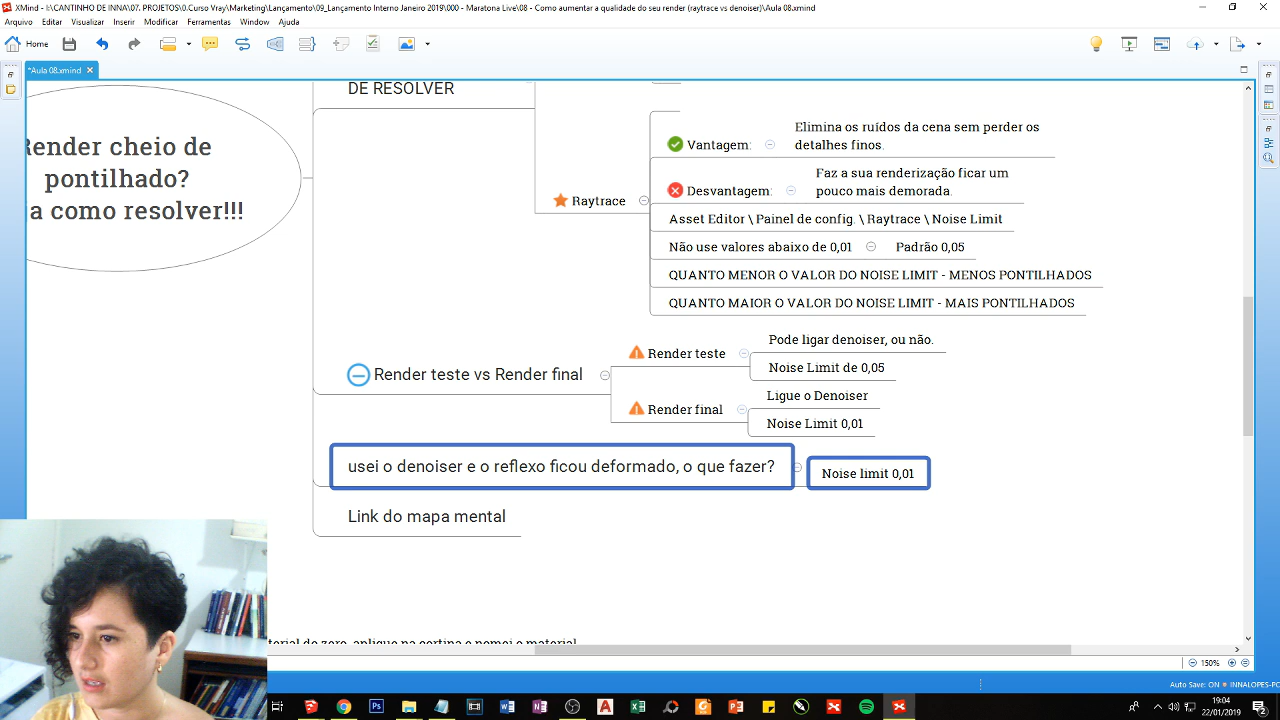 XMind - I:\CANTINHO DE INNA\07. PROJETOS\0.Curso Vray\Marketing\Lançamento\09_Lançamento Interno Janeiro 2019\000 - Maratona Live\08 - Como aumentar a qualidade do seu render (raytrace vs denoiser)\Aula 08.xmind
Arquivo Editar Visualizar Inserir Modificar Ferramentas Window Ajuda
Home
*Aula 08.xmind
DE RESOLVER
Render cheio de
pontilhado?
a como resolver!!!
Raytrace
Vantagem:
Elimina os ruídos da cena sem perder os
detalhes finos.
Desvantagem:
Faz a sua renderização ficar um
pouco mais demorada.
Asset Editor \ Painel de config. \ Raytrace \ Noise Limit
Não use valores abaixo de 0,01
Padrão 0,05
QUANTO MENOR O VALOR DO NOISE LIMIT - MENOS PONTILHADOS
QUANTO MAIOR O VALOR DO NOISE LIMIT - MAIS PONTILHADOS
Render teste vs Render final
Render teste
Pode ligar denoiser, ou não.
Noise Limit de 0,05
Render final
Ligue o Denoiser
Noise Limit 0,01
usei o denoiser e o reflexo ficou deformado, o que fazer?
Noise limit 0,01
Link do mapa mental
150%
Auto Save: ON INNALOPES-PC
19:04
22/01/2019
2